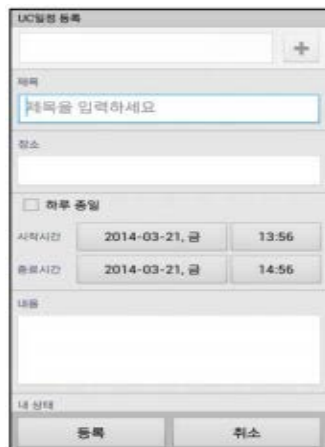 UC일정 등록
+
제목
제목을 입력하세요
장소
하루 종일
시작시간 2014-03-21, 금 13:56
종료시간 2014-03-21, 금 14:56
내용
내 상태
등록 취소